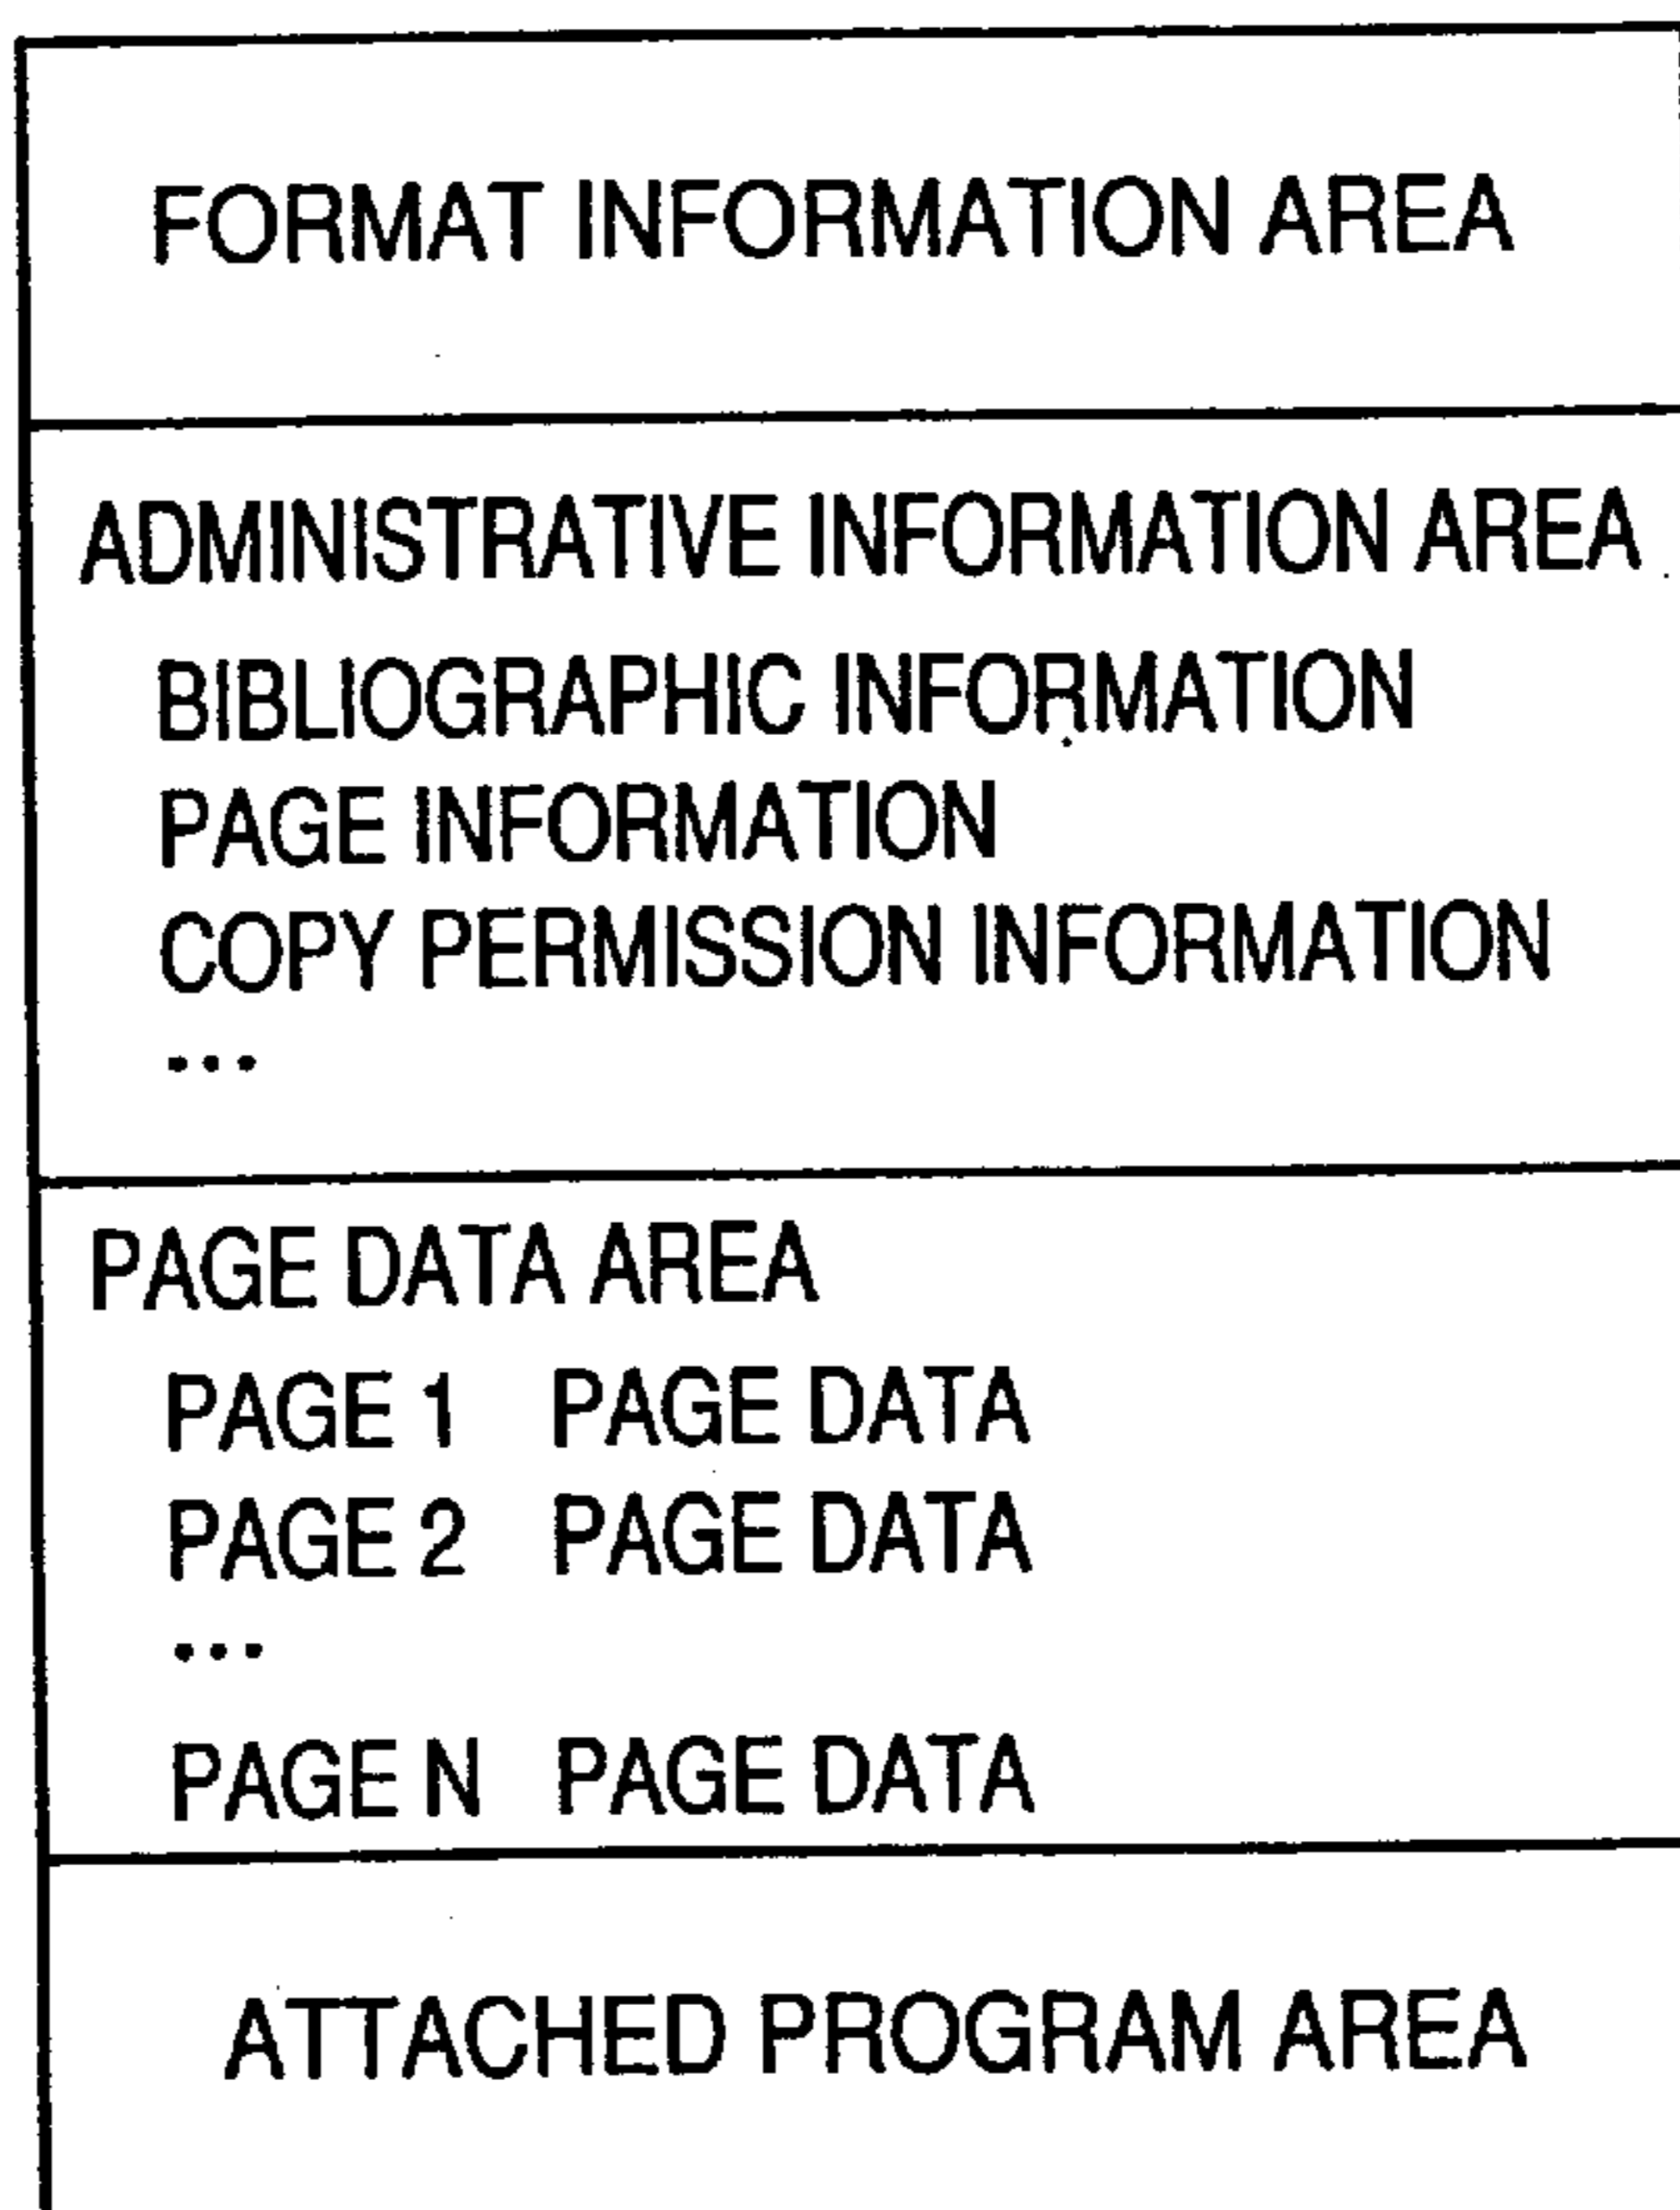 FORMAT INFORMATION AREA
ADMINISTRATIVE INFORMATION AREA
BIBLIOGRAPHIC INFORMATION
PAGE INFORMATION
COPY PERMISSION INFORMATION
...
PAGE DATA AREA
PAGE 1 PAGE DATA
PAGE 2 PAGE DATA
...
PAGE N PAGE DATA
ATTACHED PROGRAM AREA